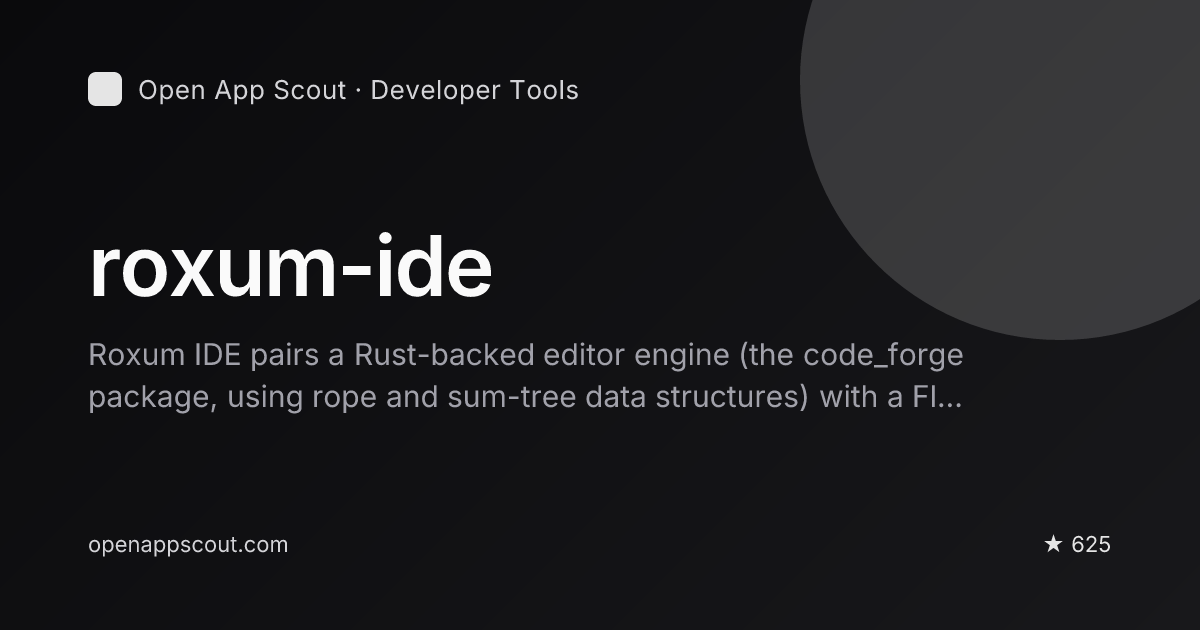 Open App Scout · Developer Tools
roxum-ide
Roxum IDE pairs a Rust-backed editor engine (the code_forge
package, using rope and sum-tree data structures) with a Fl...
openappscout.com
★ 625